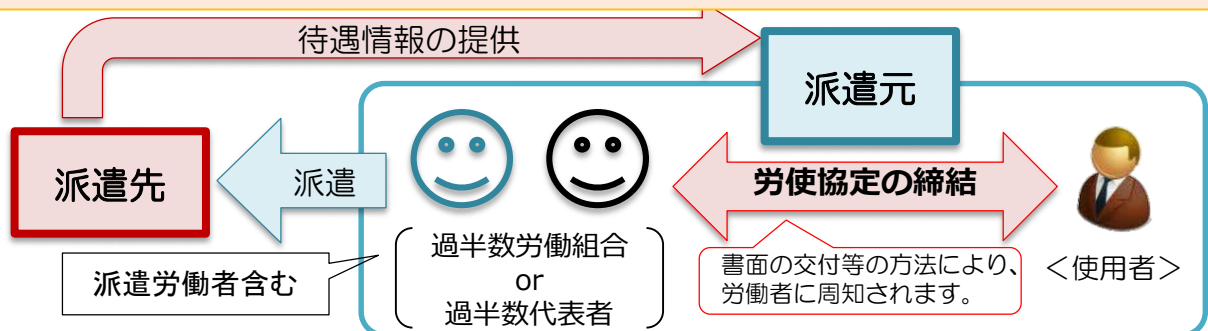 待遇情報の提供
派遣元
派遣先
派遣
労使協定の締結
過半数労働組合
or
過半数代表者
派遣労働者含む
書面の交付等の方法により、
労働者に周知されます。
＜使用者＞